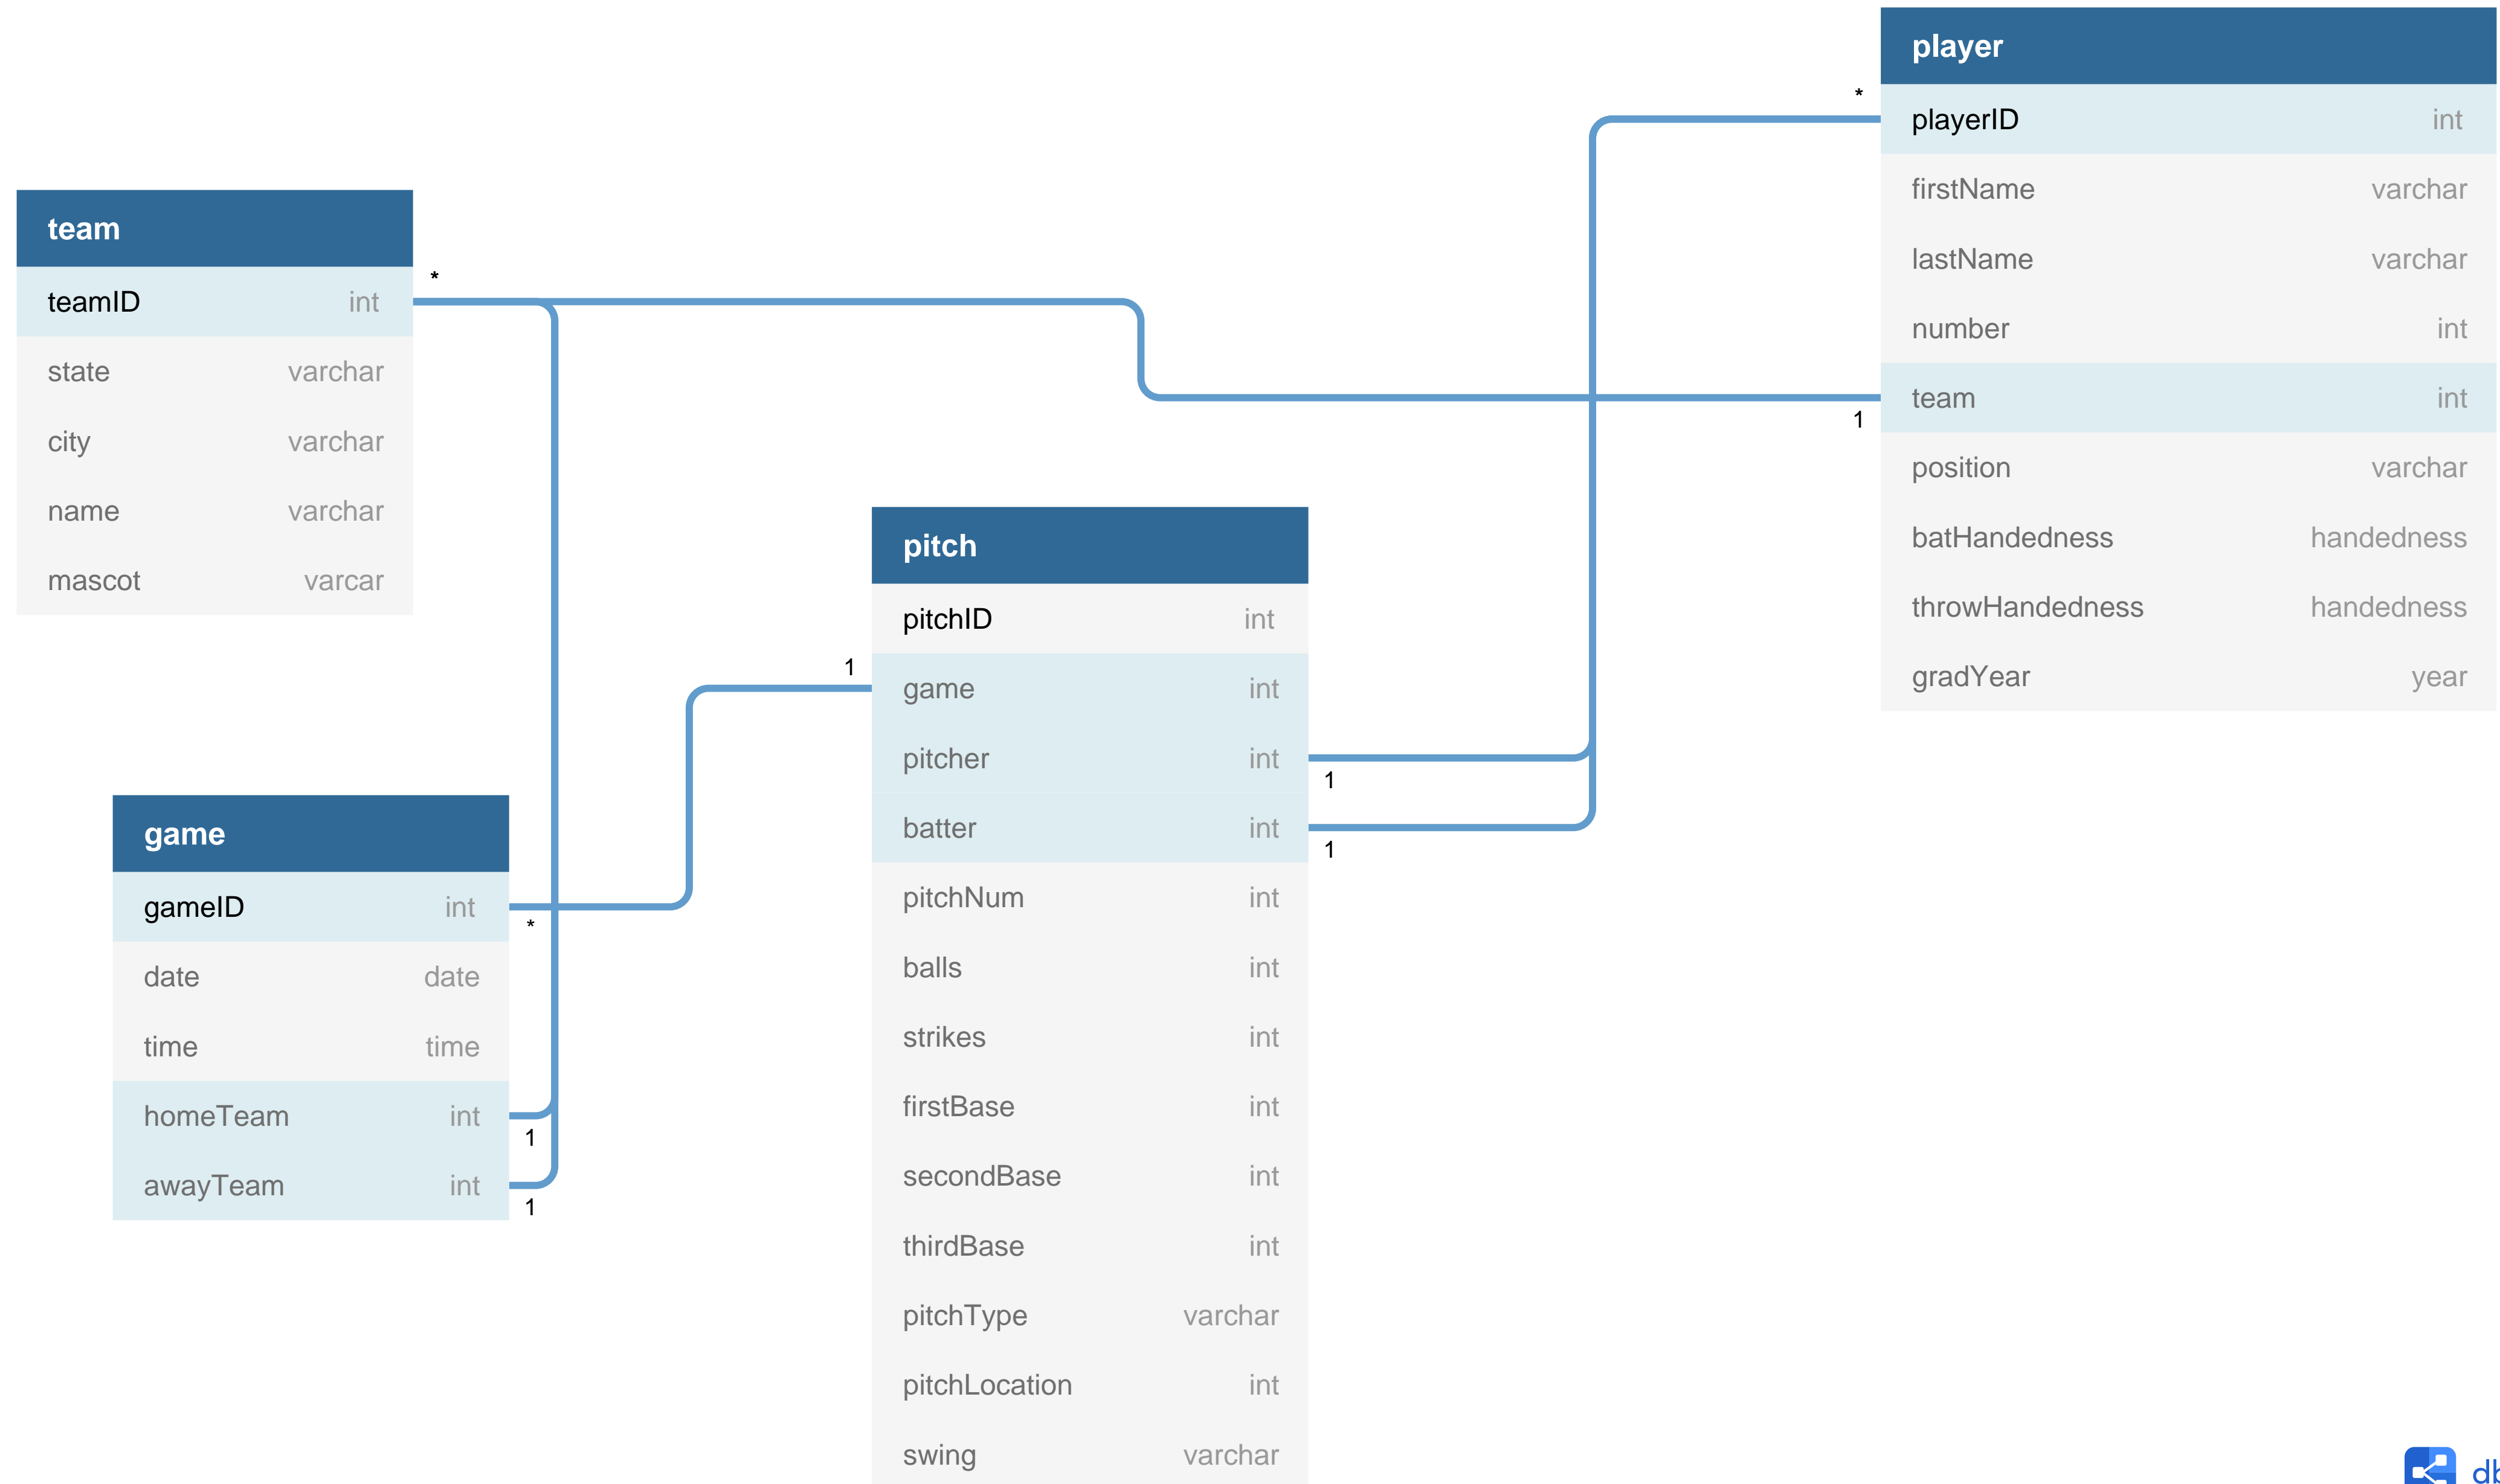 player
*
playerID int
firstName varchar
lastName varchar
number int
team int
1
position varchar
batHandedness handedness
throwHandedness handedness
gradYear year
team
*
teamID int
state varchar
city varchar
name varchar
mascot varcar
pitch
pitchID int
1
game int
pitcher int
1
batter int
1
pitchNum int
balls int
strikes int
firstBase int
secondBase int
thirdBase int
pitchType varchar
pitchLocation int
swing varchar
game
gameID int
*
date date
time time
homeTeam int
1
awayTeam int
1
db